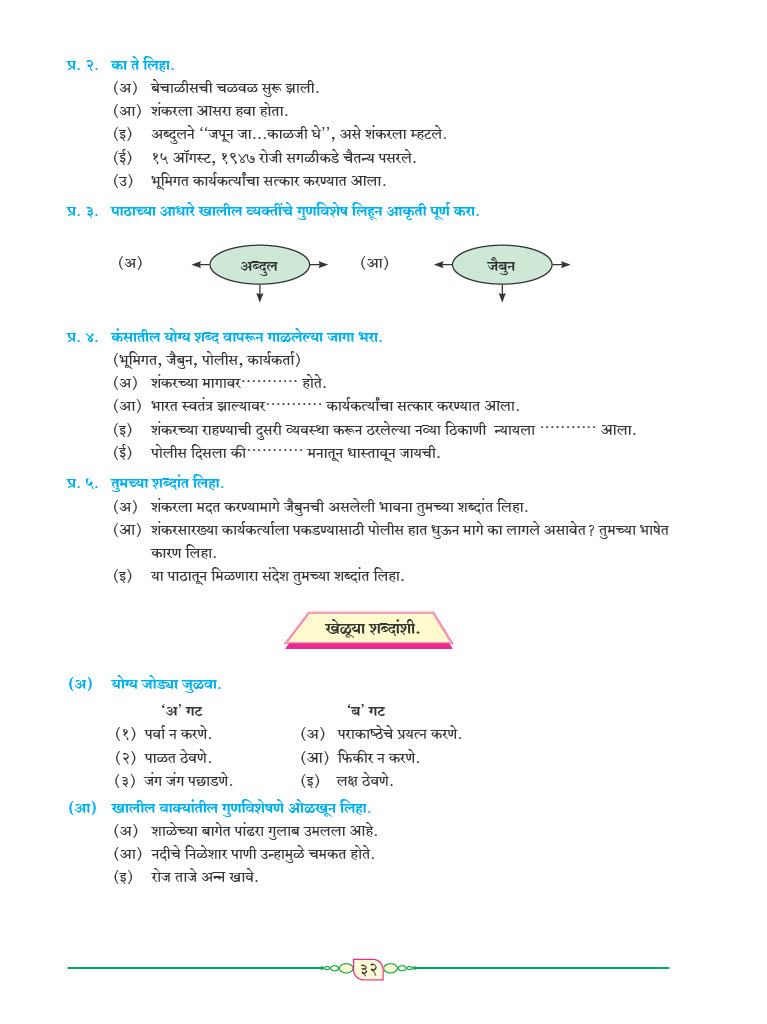 प्र. २. का ते लिहा.
(अ) बेचाळीसची चळवळ सुरू झाली.
(आ) शंकरला आसरा हवा होता.
(इ) अब्दुलने ‘‘जपून जा...काळजी घे’’, असे शंकरला म्हटले.
(ई) १५ ऑगस्ट, १९४७ रोजी सगळीकडे चैतन्य पसरले.
(उ) भूमिगत कार्यकर्त्यांचा सत्कार करण्यात आला.
प्र. ३. पाठाच्या आधारे खालील व्यक्तींचे गुणविशेष लिहून आकृती पूर्ण करा.
(अ) अब्दुल (आ) जैबुन
प्र. ४. कंसातील योग्य शब्द वापरून गाळलेल्या जागा भरा.
(भूमिगत, जैबुन, पोलीस, कार्यकर्ता)
(अ) शंकरच्या मागावर··········· होते.
(आ) भारत स्वतंत्र झाल्यावर··········· कार्यकर्त्यांचा सत्कार करण्यात आला.
(इ) शंकरच्या राहण्याची दुसरी व्यवस्था करून ठरलेल्या नव्या ठिकाणी न्यायला ··········· आला.
(ई) पोलीस दिसला की··········· मनातून धास्तावून जायची.
प्र. ५. तुमच्या शब्दांत लिहा.
(अ) शंकरला मदत करण्यामागे जैबुनची असलेली भावना तुमच्या शब्दांत लिहा.
(आ) शंकरसारख्या कार्यकर्त्याला पकडण्यासाठी पोलीस हात धुऊन मागे का लागले असावेत? तुमच्या भाषेत
कारण लिहा.
(इ) या पाठातून मिळणारा संदेश तुमच्या शब्दांत लिहा.
खेळूया शब्दांशी.
(अ) योग्य जोड्या जुळवा.
‘अ’ गट ‘ब’ गट
(१) पर्वा न करणे. (अ) पराकाष्ठेचे प्रयत्न करणे.
(२) पाळत ठेवणे. (आ) फिकीर न करणे.
(३) जंग जंग पछाडणे. (इ) लक्ष ठेवणे.
(आ) खालील वाक्यांतील गुणविशेषणे ओळखून लिहा.
(अ) शाळेच्या बागेत पांढरा गुलाब उमलला आहे.
(आ) नदीचे निळेशार पाणी उन्हामुळे चमकत होते.
(इ) रोज ताजे अन्न खावे.
३२